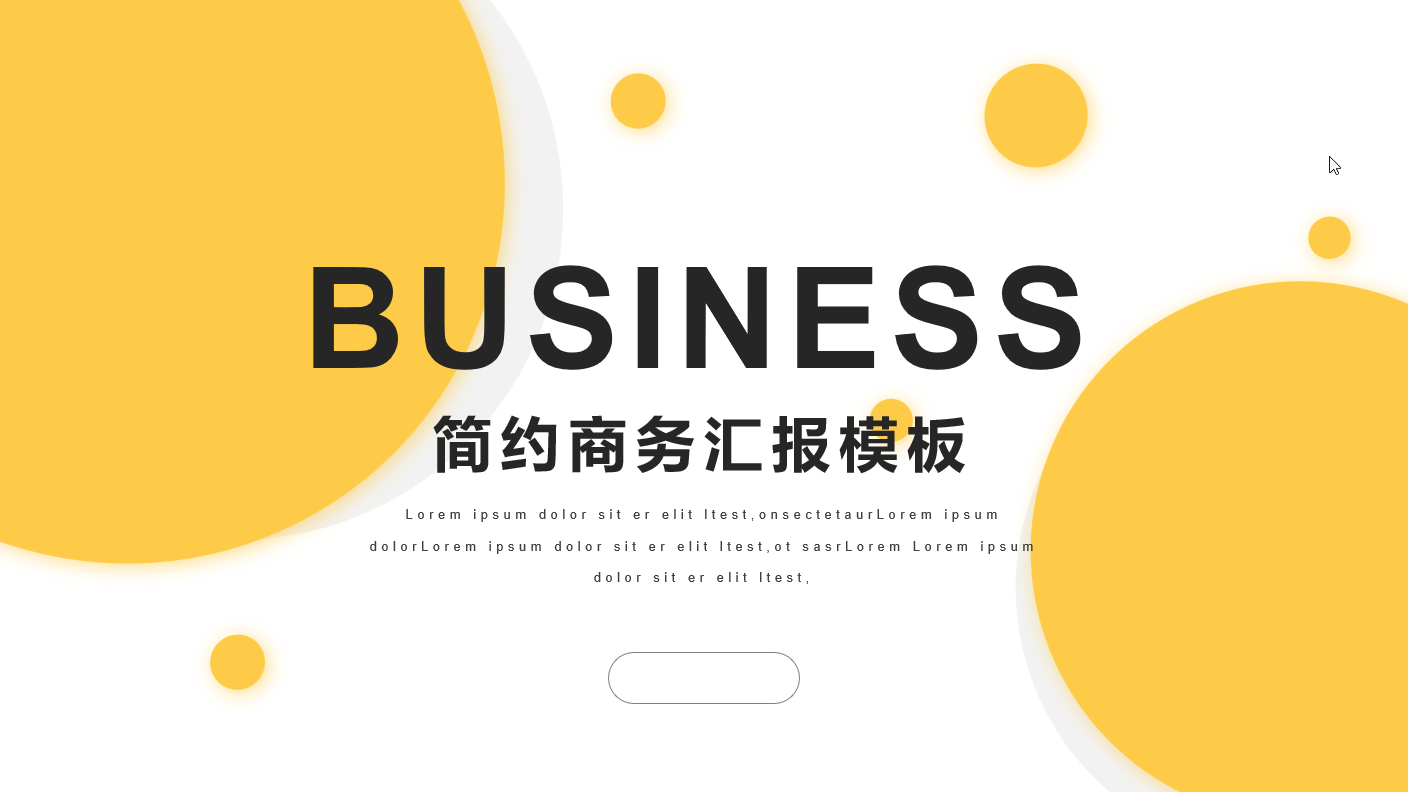 BUSINESS
简约商务汇报模板
Lorem ipsum dolor sit er elit ltest,onsectetaurLorem ipsum
dolorLorem ipsum dolor sit er elit ltest,ot sasrLorem Lorem ipsum
dolor sit er elit ltest,